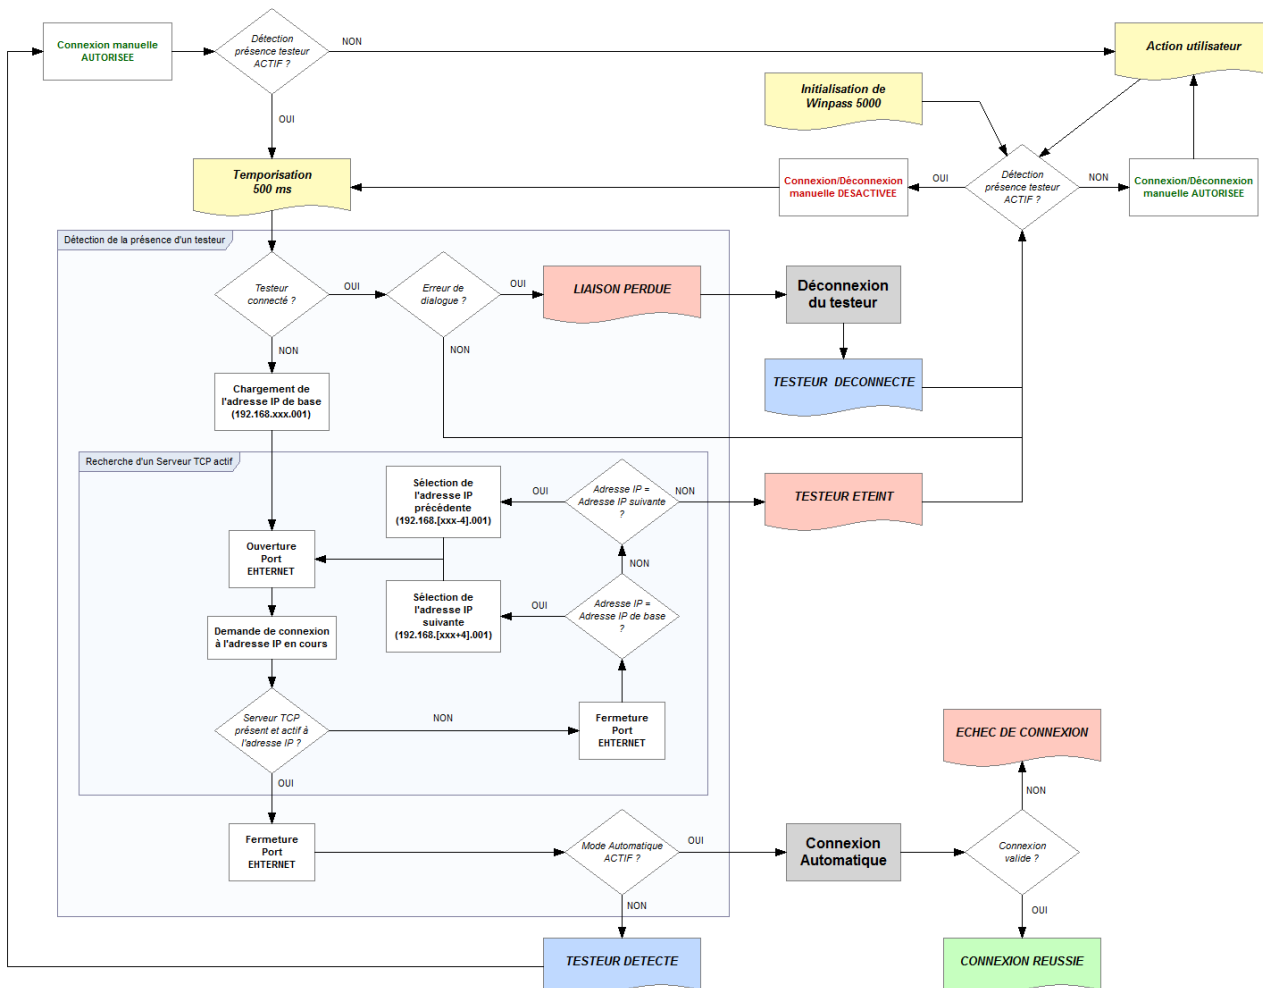 Connexion manuelle
AUTORISEE
Détection
présence testeur
ACTIF ?
NON
OUI
Action utilisateur
Initialisation de
Winpass 5000
Temporisation
500 ms
Connexion/Déconnexion
manuelle DESACTIVEE
OUI
Détection
présence testeur
ACTIF ?
NON
Connexion/Déconnexion
manuelle AUTORISEE
Détection de la présence d'un testeur
Testeur
connecté ?
OUI
NON
Erreur de
dialogue ?
OUI
NON
LIAISON PERDUE
Déconnexion
du testeur
TESTEUR DECONNECTE
Chargement de
l'adresse IP de base
(192.168.xxx.001)
Recherche d'un Serveur TCP actif
Sélection de
l'adresse IP
précédente
(192.168.[xxx-4].001)
OUI
Adresse IP =
Adresse IP suivante
?
NON
TESTEUR ETEINT
Ouverture
Port
EHTERNET
NON
Sélection de
l'adresse IP
suivante
(192.168.[xxx+4].001)
OUI
Adresse IP =
Adresse IP de base
?
Demande de connexion
à l'adresse IP en cours
Serveur TCP
présent et actif à
l'adresse IP ?
NON
OUI
Fermeture
Port
EHTERNET
ECHEC DE CONNEXION
NON
Fermeture
Port
EHTERNET
Mode Automatique
ACTIF ?
OUI
NON
Connexion
Automatique
Connexion
valide ?
OUI
TESTEUR DETECTE
CONNEXION REUSSIE